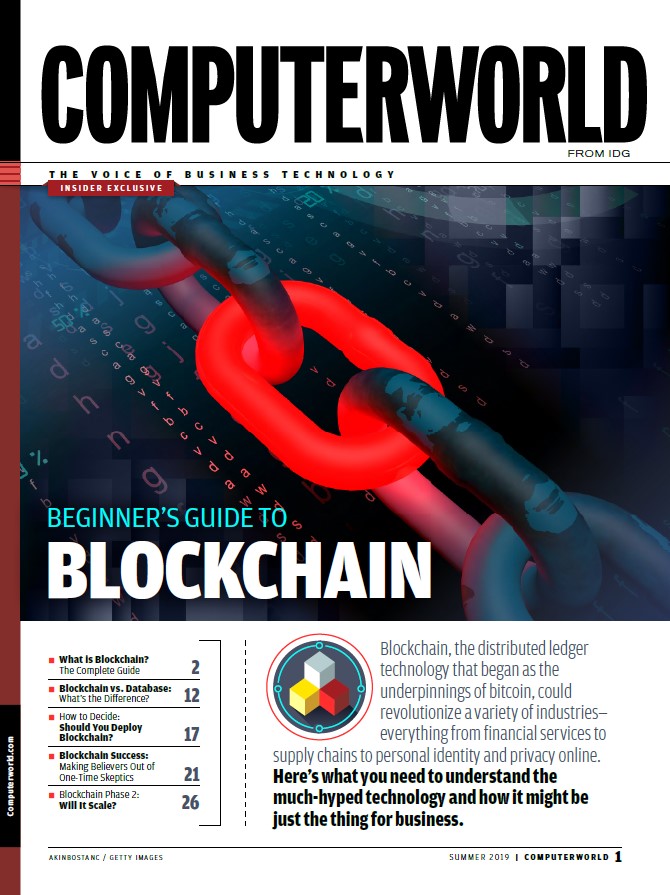 COMPUTERWORLD
FROM IDG
THE VOICE OF BUSINESS TECHNOLOGY
INSIDER EXCLUSIVE
BEGINNER'S GUIDE TO
BLOCKCHAIN
What is Blockchain?
The Complete Guide 2
Blockchain vs. Database:
What's the Difference? 12
How to Decide:
Should You Deploy
Blockchain? 17
Blockchain Success:
Making Believers Out of
One-Time Skeptics 21
Blockchain Phase 2:
Will It Scale? 26
Blockchain, the distributed ledger
technology that began as the
underpinnings of bitcoin, could
revolutionize a variety of industries—
everything from financial services to
supply chains to personal identity and privacy online.
Here's what you need to understand the
much-hyped technology and how it might be
just the thing for business.
Computerworld.com
AKINBOSTANC / GETTY IMAGES
SUMMER 2019 | COMPUTERWORLD 1